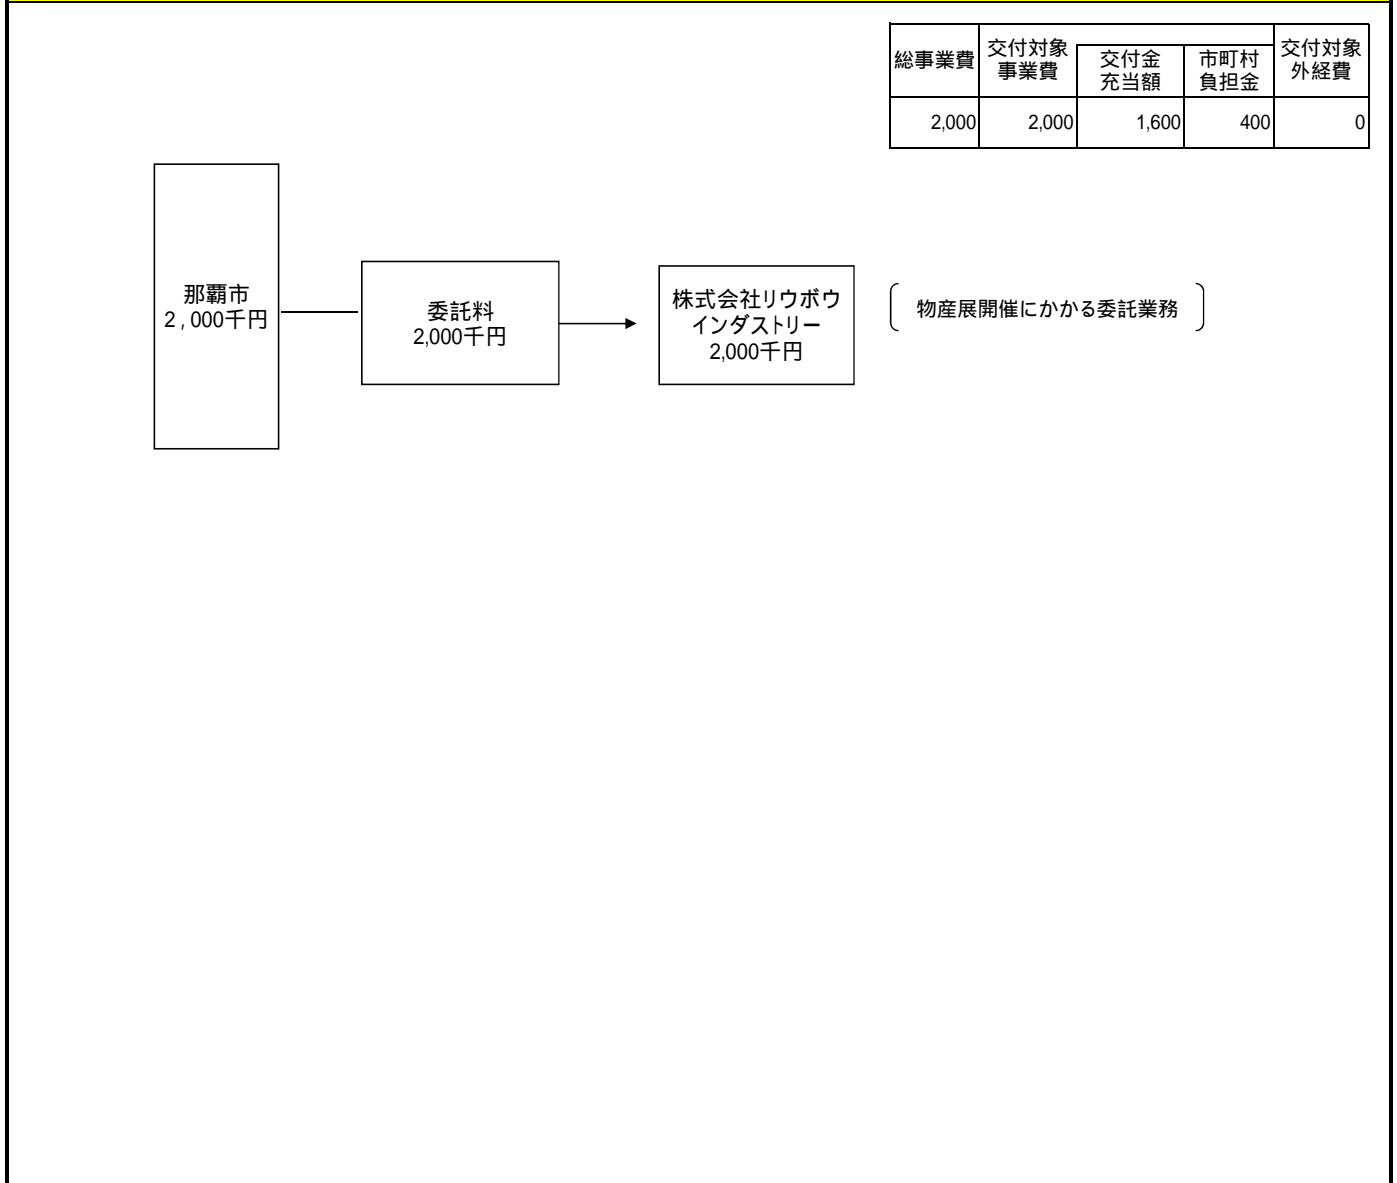 総事業費
交付対象
事業費
交付金
充当額
市町村
負担金
交付対象
外経費
2,000
2,000
1,600
400
0
那覇市
2,000千円
委託料
2,000千円
株式会社リウボウ
インダストリー
2,000千円
物産展開催にかかる委託業務